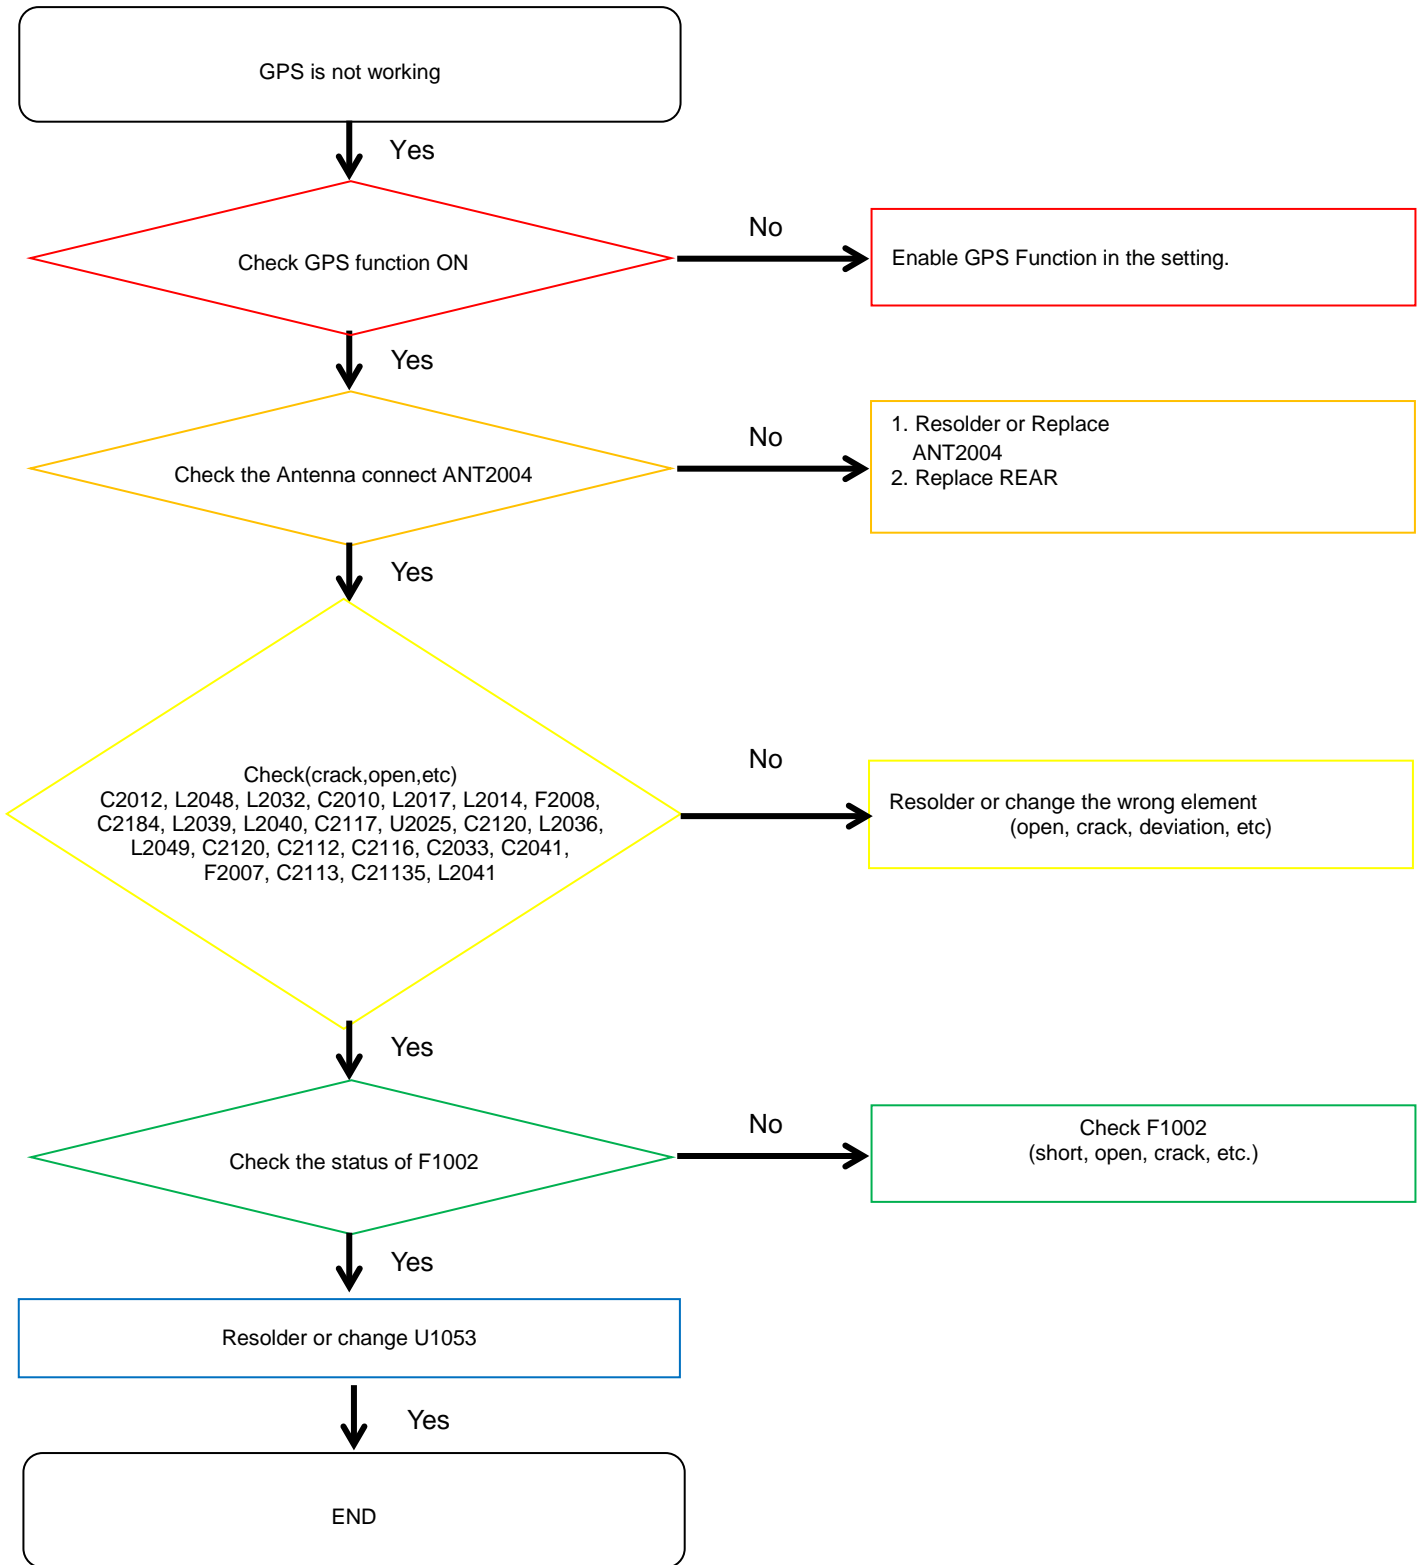 GPS is not working
Yes
Check GPS function ON
No
Enable GPS Function in the setting.
Yes
Check the Antenna connect ANT2004
No
1. Resolder or Replace
ANT2004
2. Replace REAR
Yes
Check(crack,open,etc)
C2012, L2048, L2032, C2010, L2017, L2014, F2008,
C2184, L2039, L2040, C2117, U2025, C2120, L2036,
L2049, C2120, C2112, C2116, C2033, C2041,
F2007, C2113, C21135, L2041
No
Resolder or change the wrong element
(open, crack, deviation, etc)
Yes
Check the status of F1002
No
Check F1002
(short, open, crack, etc.)
Yes
Resolder or change U1053
Yes
END